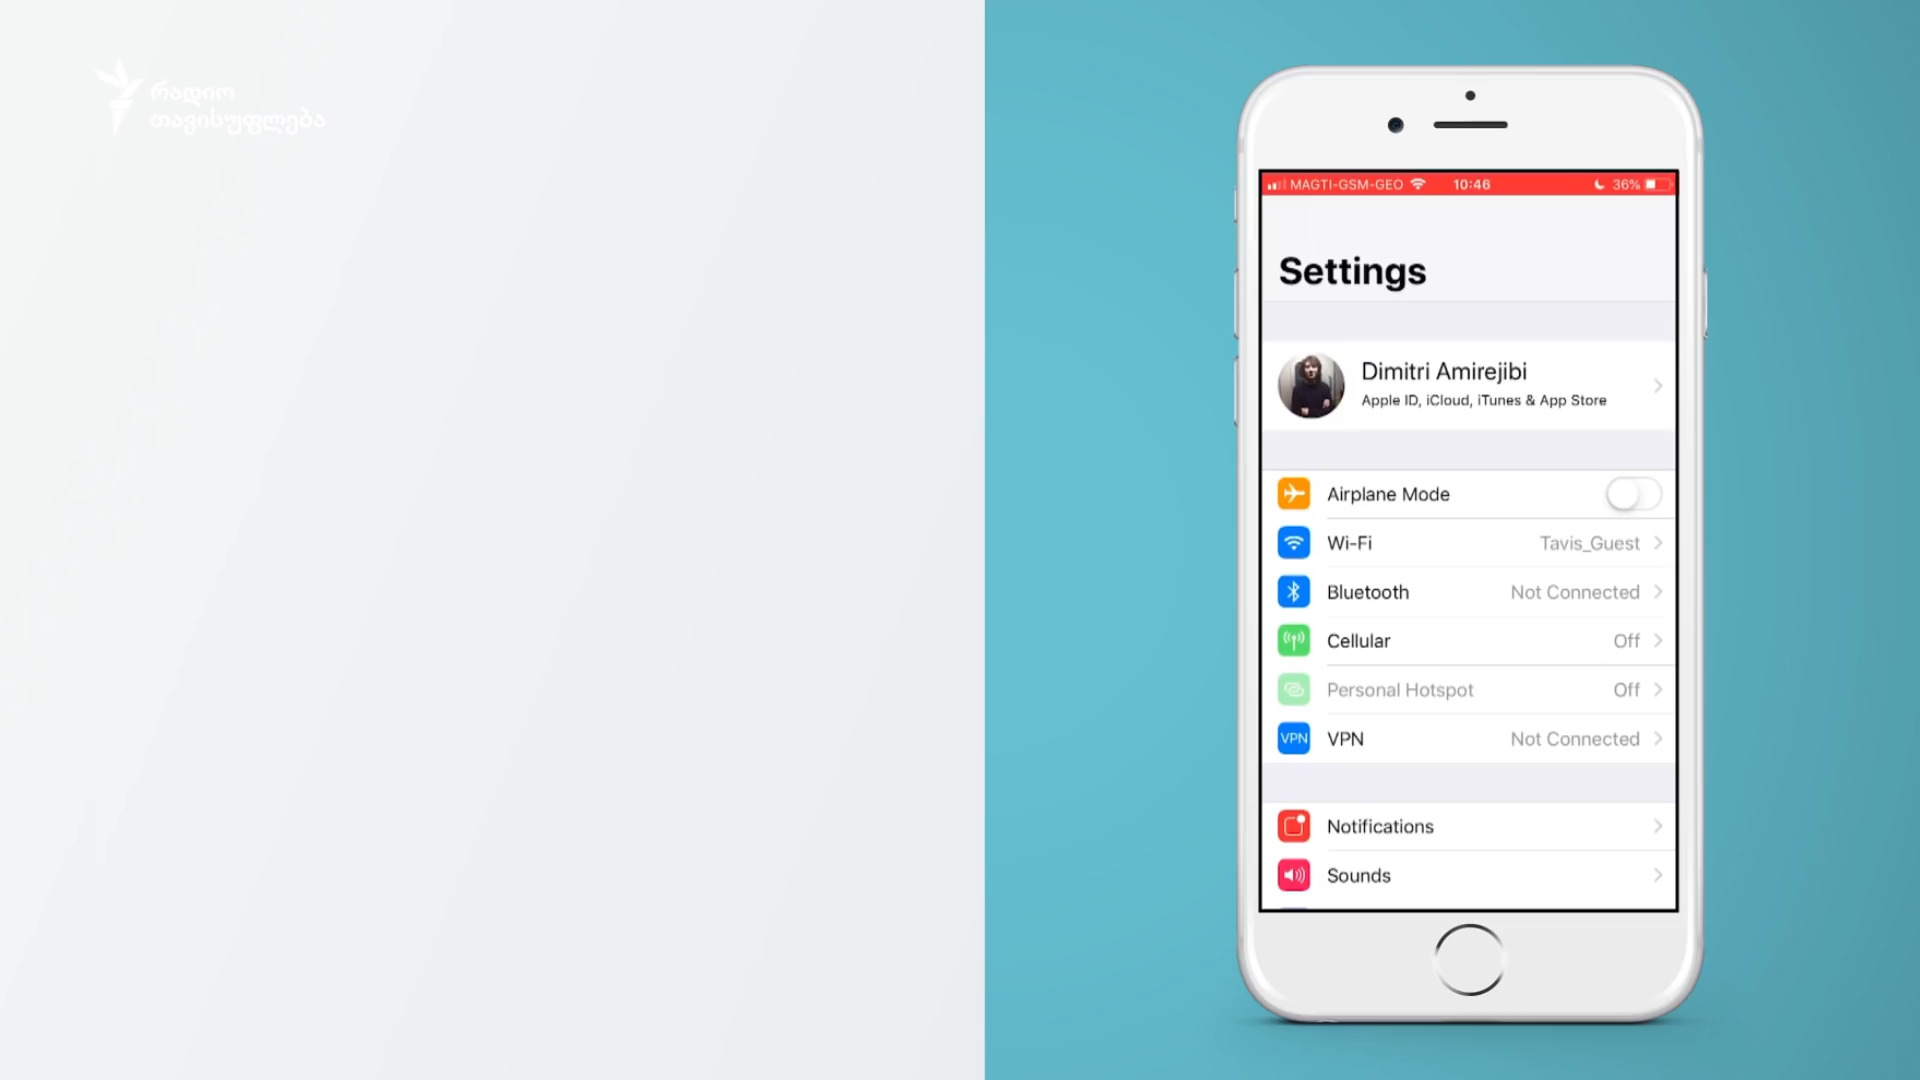 რადიო
თავისუფლება
MAGTI-GSM-GEO 10:46 36%
Settings
Dimitri Amirejibi
Apple ID, iCloud, iTunes & App Store
Airplane Mode
Wi-Fi Tavis_Guest
Bluetooth Not Connected
Cellular Off
Personal Hotspot Off
VPN VPN Not Connected
Notifications
Sounds